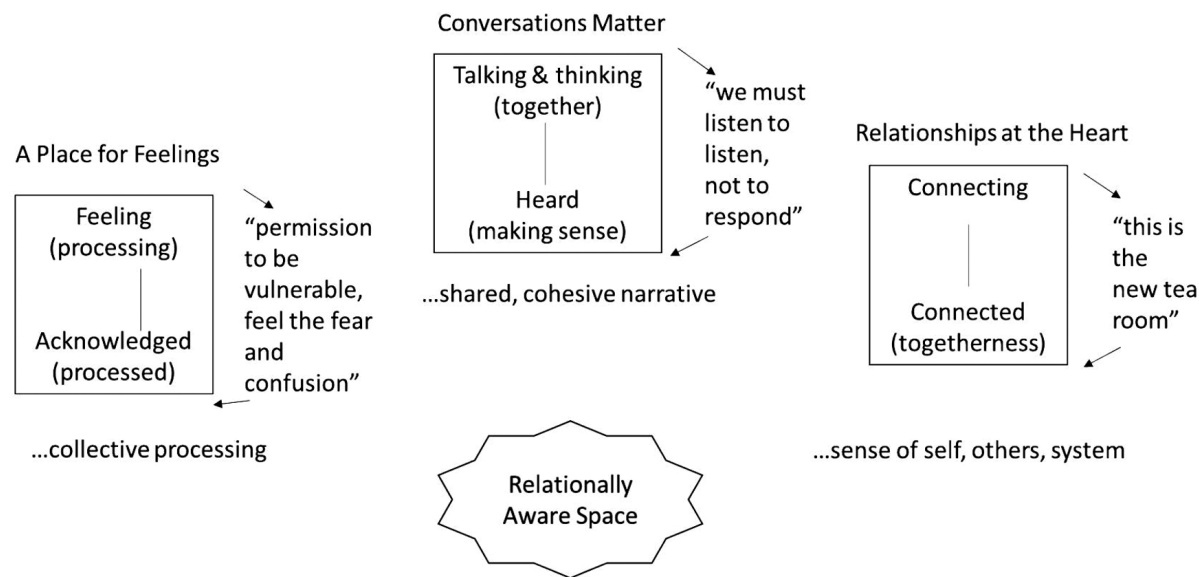 A Place for Feelings
Feeling
(processing)
Acknowledged
(processed)
“permission
to be
vulnerable,
feel the fear
and
confusion”
...collective processing
Conversations Matter
Talking & thinking
(together)
Heard
(making sense)
“we must
listen to
listen,
not to
respond”
...shared, cohesive narrative
Relationships at the Heart
Connecting
Connected
(togetherness)
“this is
the
new tea
room”
...sense of self, others, system
Relationally
Aware Space